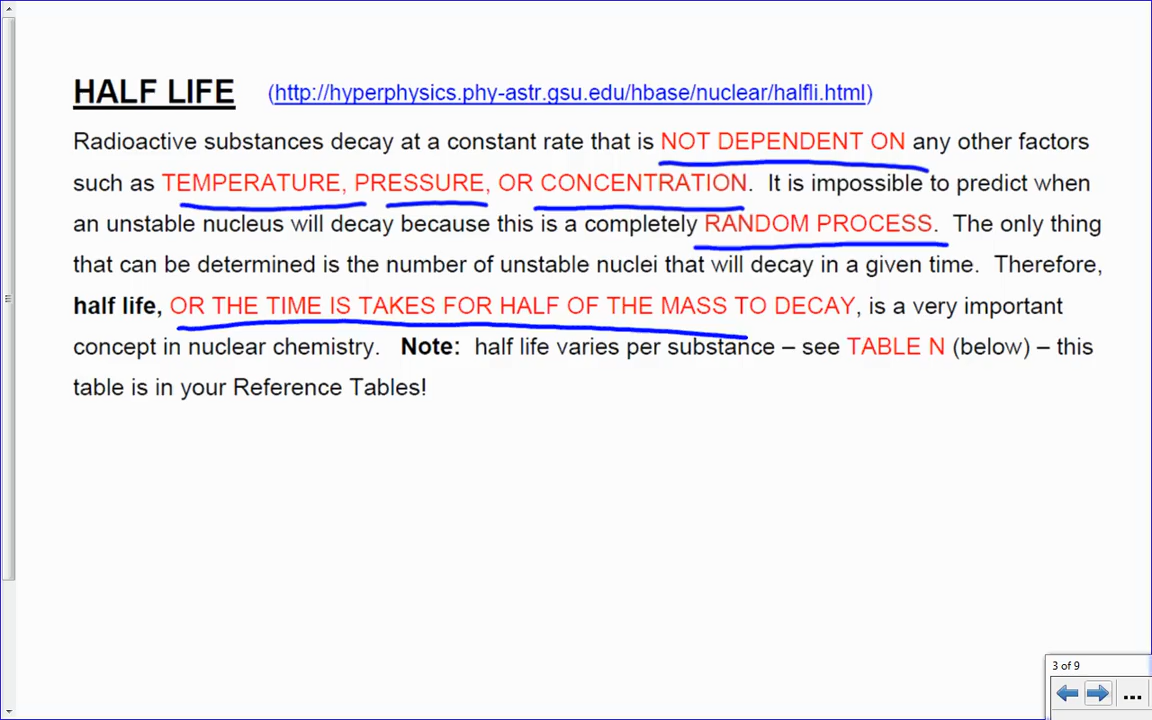 HALF LIFE (http://hyperphysics.phy-astr.gsu.edu/hbase/nuclear/halfli.html)
Radioactive substances decay at a constant rate that is NOT DEPENDENT ON any other factors
such as TEMPERATURE, PRESSURE, OR CONCENTRATION. It is impossible to predict when
an unstable nucleus will decay because this is a completely RANDOM PROCESS. The only thing
that can be determined is the number of unstable nuclei that will decay in a given time. Therefore,
half life, OR THE TIME IS TAKES FOR HALF OF THE MASS TO DECAY, is a very important
concept in nuclear chemistry. Note: half life varies per substance – see TABLE N (below) – this
table is in your Reference Tables!
3 of 9
...